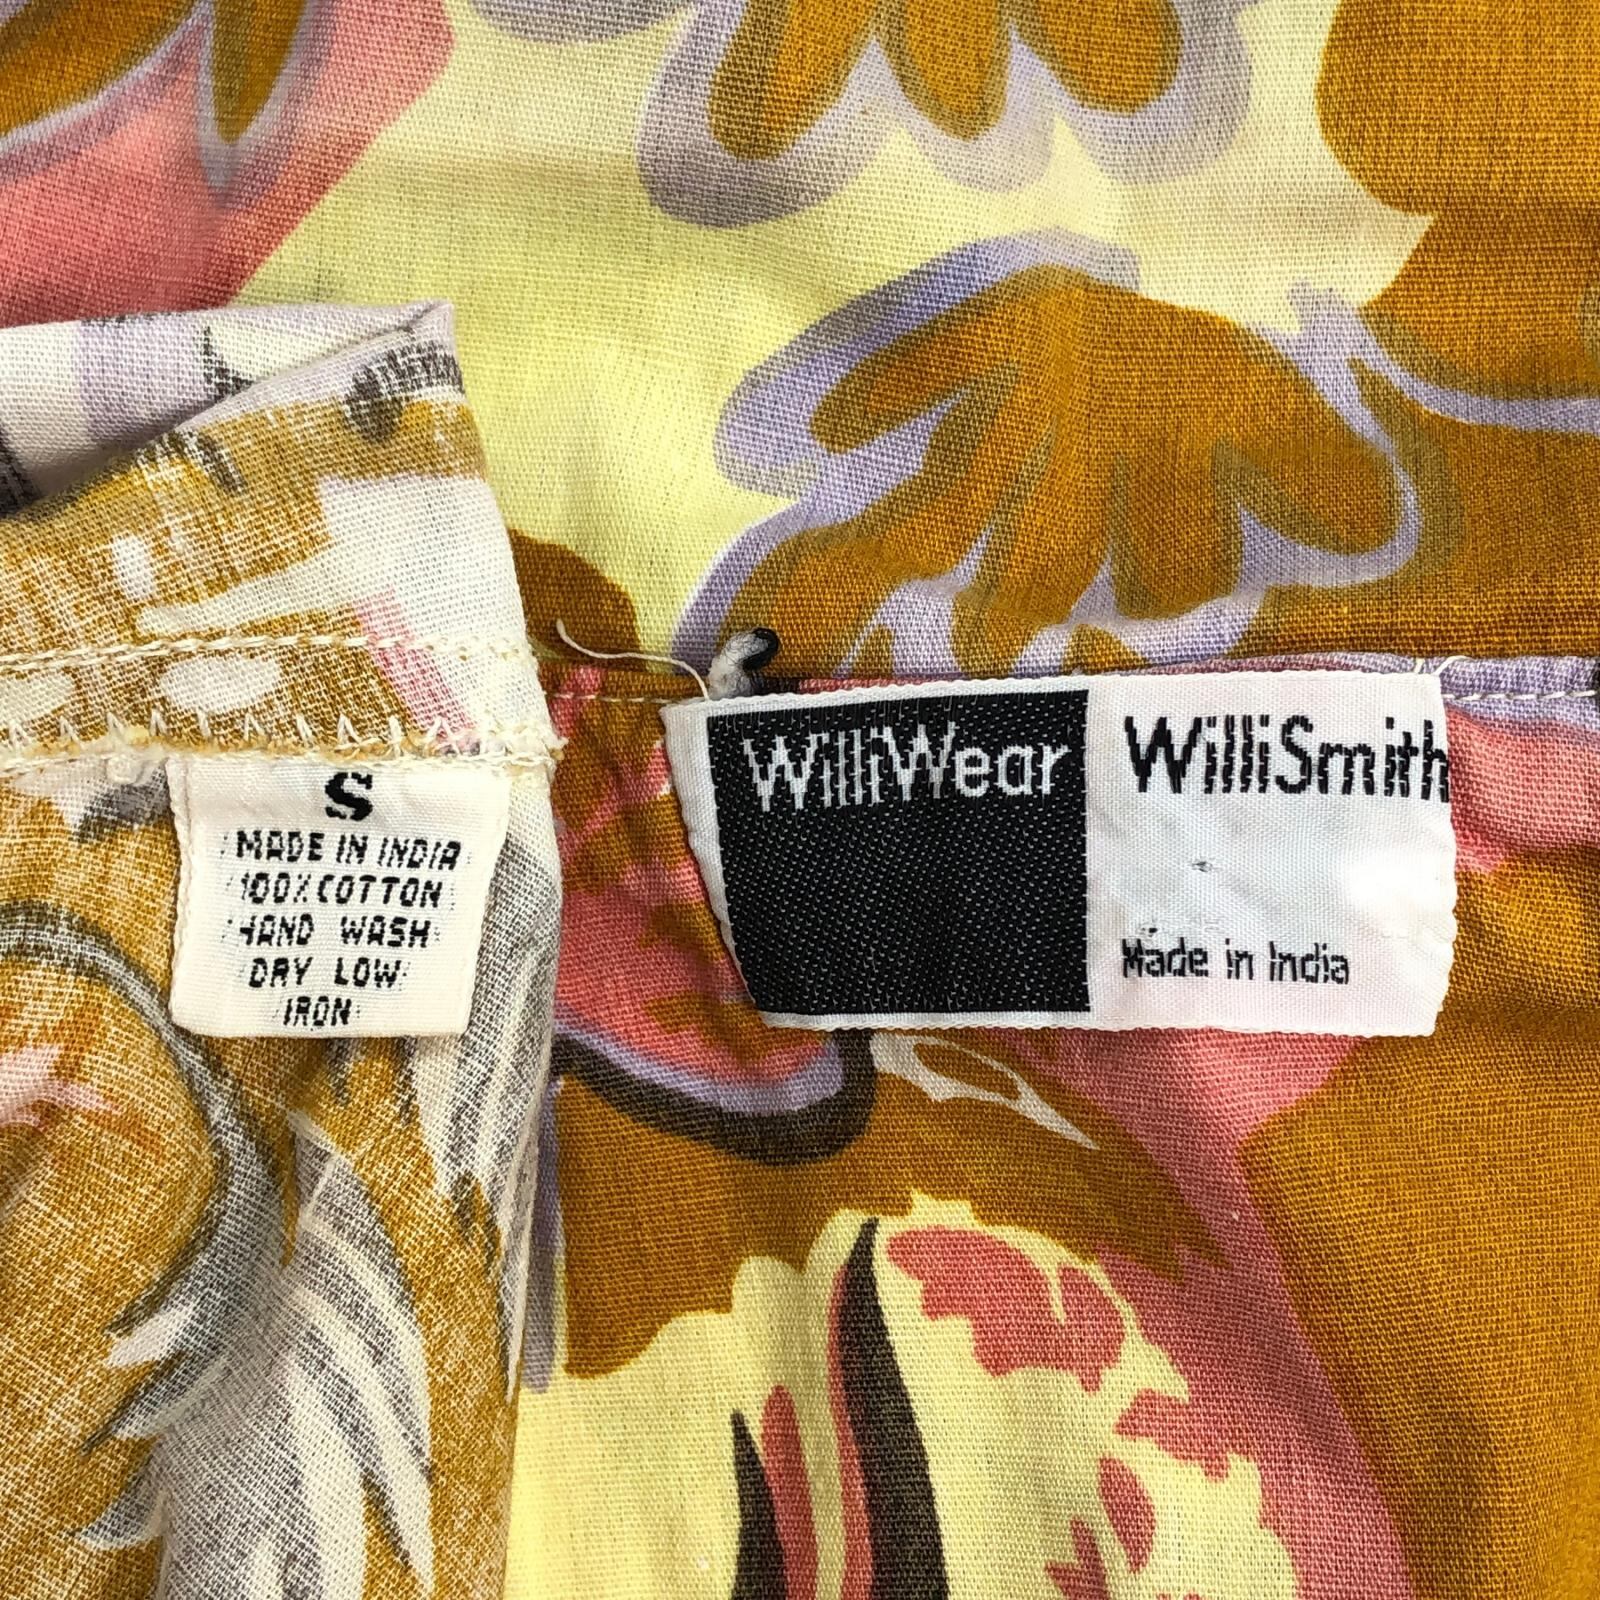 S
MADE IN INDIA
100% COTTON
HAND WASH
DRY LOW
IRON
WilliWear
WilliSmith
Made in India